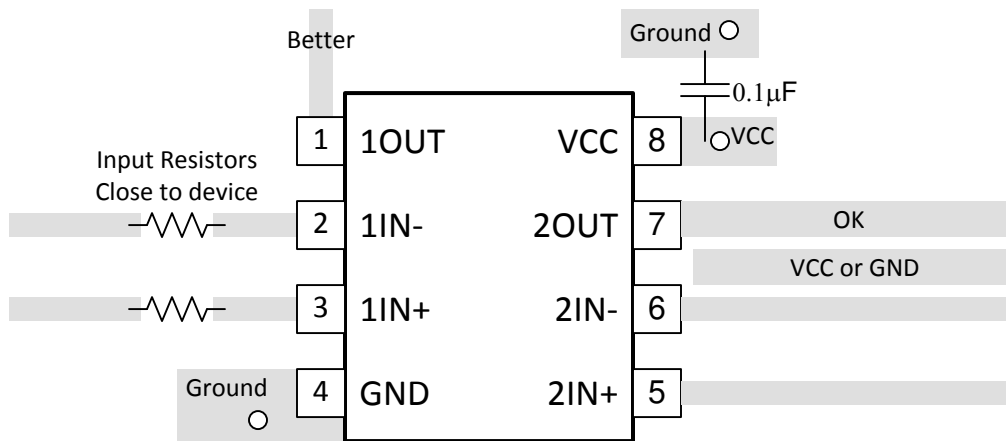 Better
Ground
0.1µF
1 1OUT VCC 8 VCC
Input Resistors
Close to device
2 1IN- 2OUT 7 OK
VCC or GND
3 1IN+ 2IN- 6
Ground
4 GND 2IN+ 5